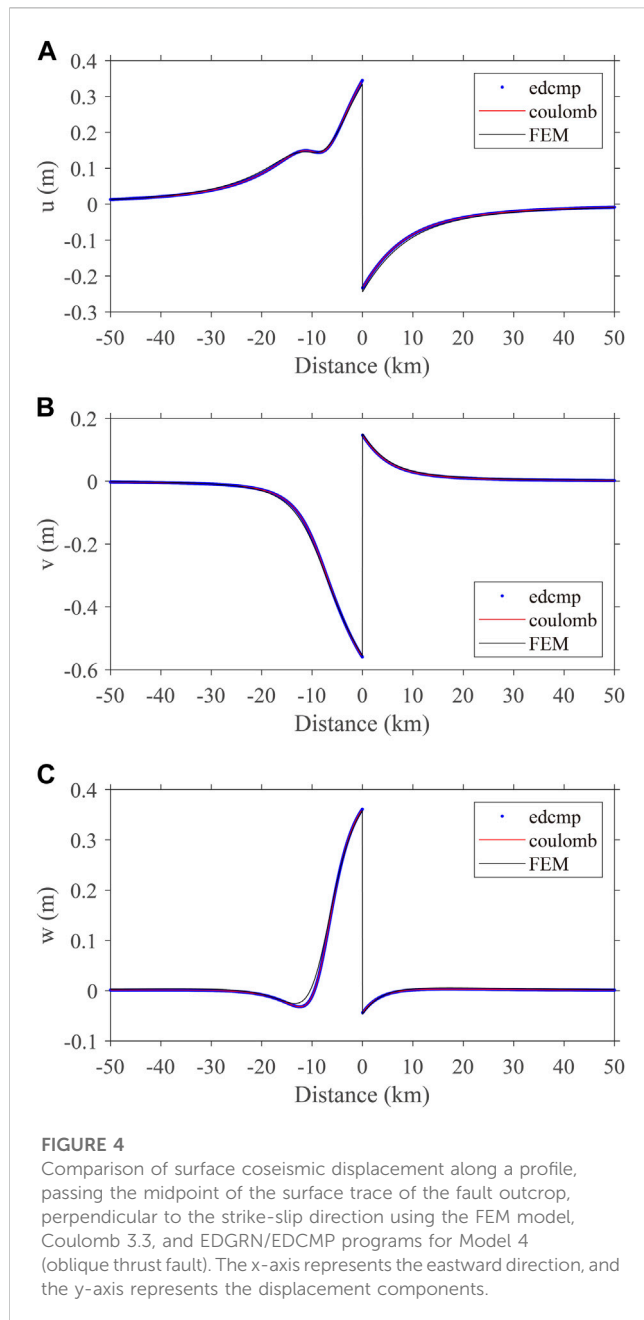 A
0.4
0.3
0.2
0.1
0
-0.1
-0.2
-0.3
u (m)
edcmp
coulomb
FEM
-50 -40 -30 -20 -10 0 10 20 30 40 50
Distance (km)
B
0.2
0
-0.2
-0.4
-0.6
v (m)
edcmp
coulomb
FEM
-50 -40 -30 -20 -10 0 10 20 30 40 50
Distance (km)
C
0.4
0.3
0.2
0.1
0
-0.1
w (m)
edcmp
coulomb
FEM
-50 -40 -30 -20 -10 0 10 20 30 40 50
Distance (km)
FIGURE 4
Comparison of surface coseismic displacement along a profile,
passing the midpoint of the surface trace of the fault outcrop,
perpendicular to the strike-slip direction using the FEM model,
Coulomb 3.3, and EDGRN/EDCMP programs for Model 4
(oblique thrust fault). The x-axis represents the eastward direction, and
the y-axis represents the displacement components.